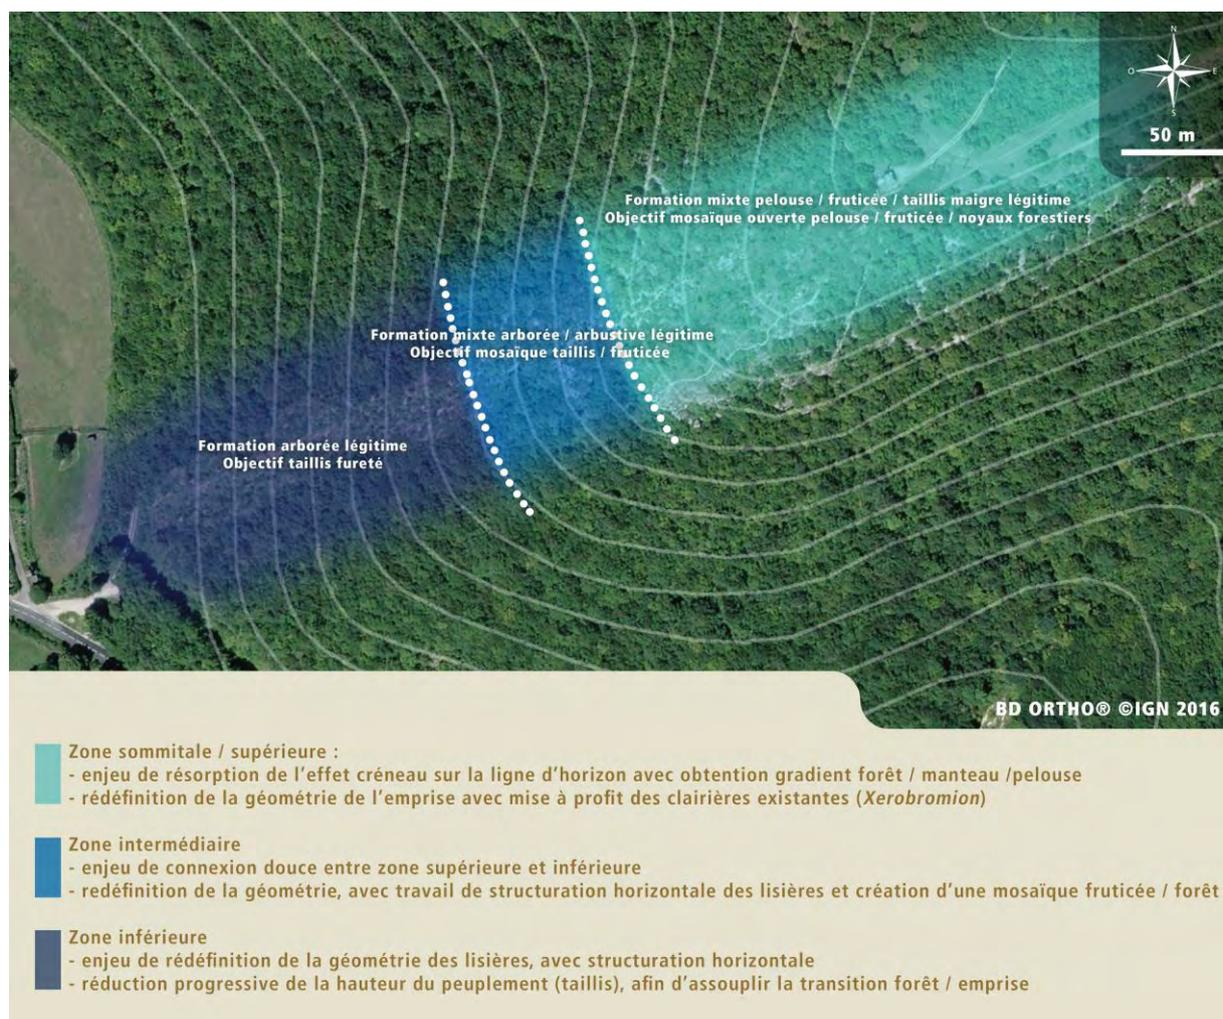 N
O E
S
50 m
Formation mixte pelouse / fruticée / taillis maigre légitime
Objectif mosaïque ouverte pelouse / fruticée / noyaux forestiers
Formation mixte arborée / arbustive légitime
Objectif mosaïque taillis / fruticée
Formation arborée légitime
Objectif taillis fureté
BD ORTHO® ©IGN 2016
Zone sommitale / supérieure :
- enjeu de résorption de l'effet créneau sur la ligne d'horizon avec obtention gradient forêt / manteau /pelouse
- rédéfinition de la géométrie de l'emprise avec mise à profit des clairières existantes (Xerobromion)
Zone intermédiaire
- enjeu de connexion douce entre zone supérieure et inférieure
- redéfinition de la géométrie, avec travail de structuration horizontale des lisières et création d'une mosaïque fruticée / forêt
Zone inférieure
- enjeu de rédéfinition de la géométrie des lisières, avec structuration horizontale
- réduction progressive de la hauteur du peuplement (taillis), afin d'assouplir la transition forêt / emprise